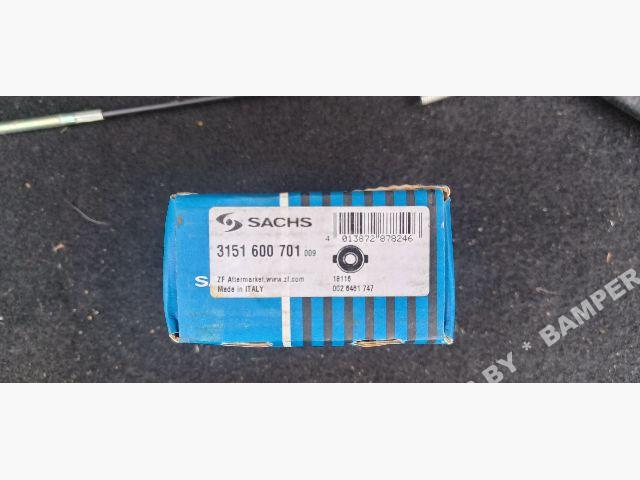 SACHS
4 013872 878246
3151 600 701 009
ZF Aftermarket,www.zf.com
Made in ITALY
18116
002 6461 747
S
BY * BAMPER